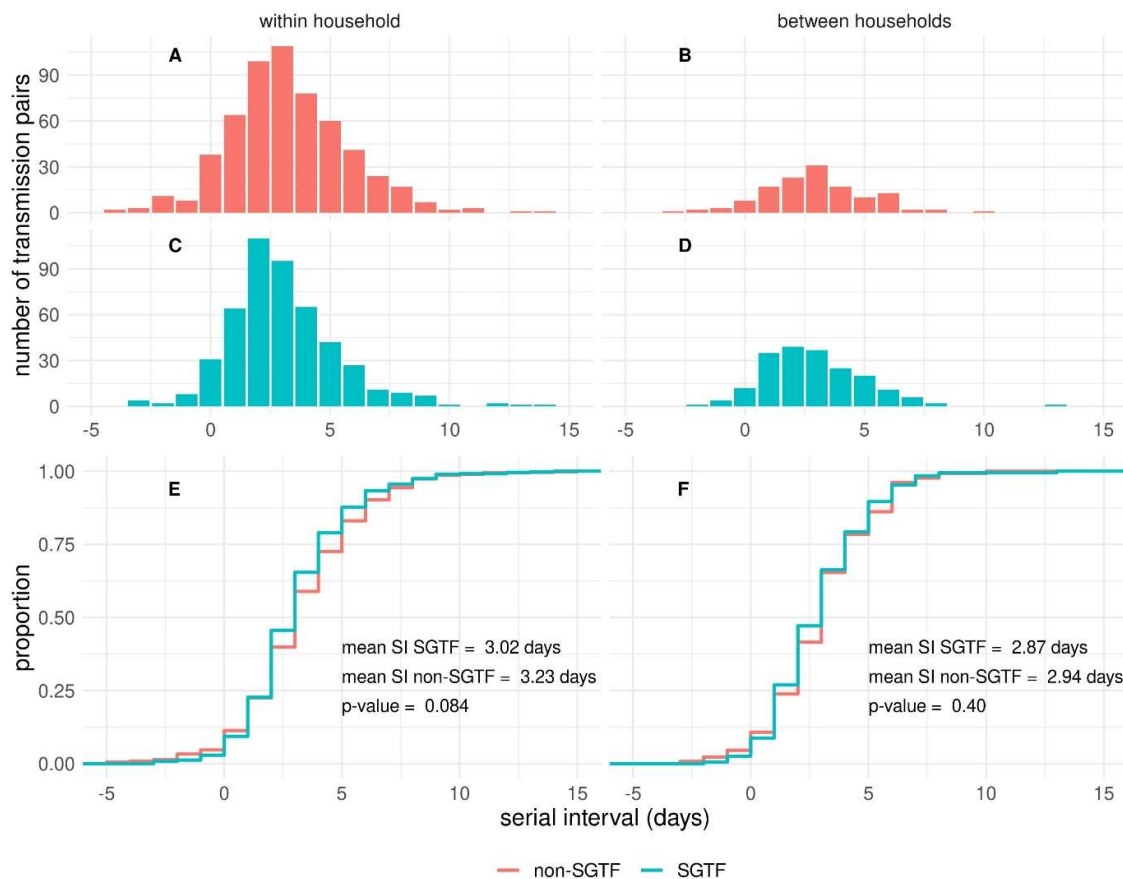 within household
between households
A
B
90
60
30
0
C
D
90
60
30
0
number of transmission pairs
-5 0 5 10 15
-5 0 5 10 15
E
F
1.00
0.75
0.50
0.25
0.00
proportion
mean SI SGTF = 3.02 days
mean SI non-SGTF = 3.23 days
p-value = 0.084
mean SI SGTF = 2.87 days
mean SI non-SGTF = 2.94 days
p-value = 0.40
-5 0 5 10 15
-5 0 5 10 15
serial interval (days)
non-SGTF SGTF